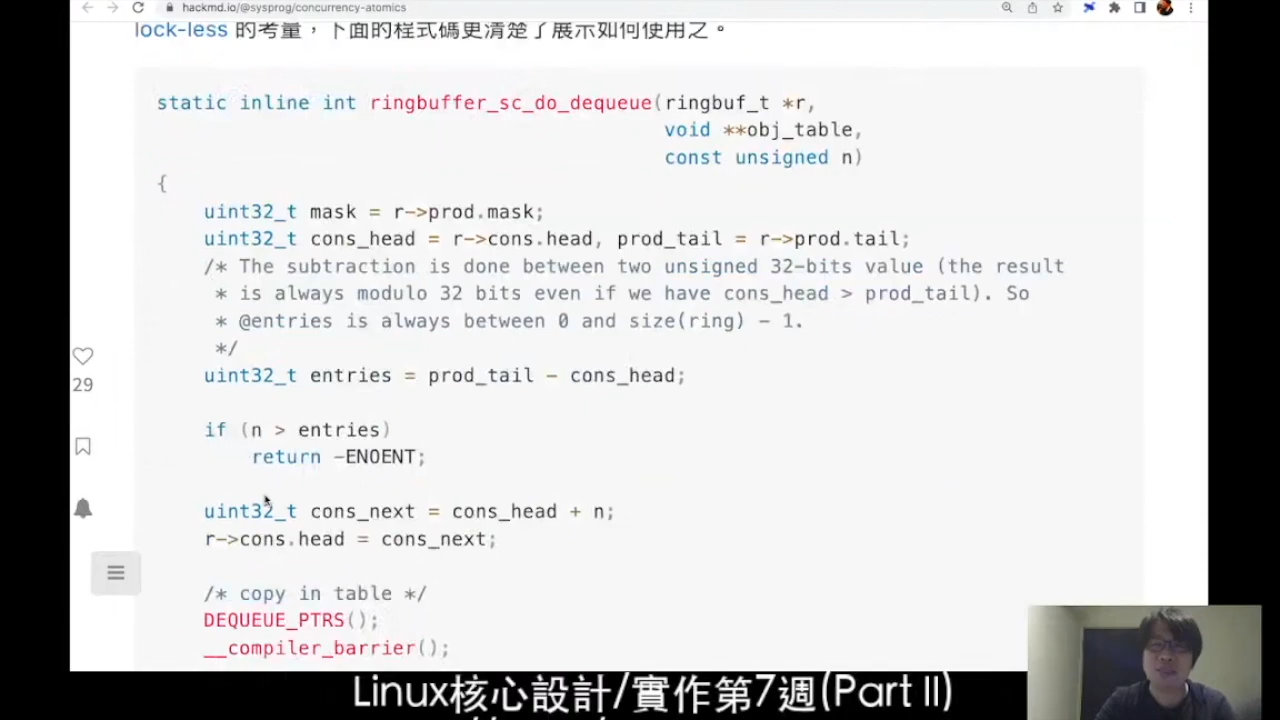 hackmd.io/@sysprog/concurrency-atomics
lock-less 的考量，下面的程式碼更清楚了展示如何使用之。
static inline int ringbuffer_sc_do_dequeue(ringbuf_t *r,
void **obj_table,
const unsigned n)
{
uint32_t mask = r->prod.mask;
uint32_t cons_head = r->cons.head, prod_tail = r->prod.tail;
/* The subtraction is done between two unsigned 32-bits value (the result
* is always modulo 32 bits even if we have cons_head > prod_tail). So
* @entries is always between 0 and size(ring) - 1.
*/
uint32_t entries = prod_tail - cons_head;
if (n > entries)
return -ENOENT;
uint32_t cons_next = cons_head + n;
r->cons.head = cons_next;
/* copy in table */
DEQUEUE_PTRS();
__compiler_barrier();
29
Linux核心設計/實作第7週(Part II)